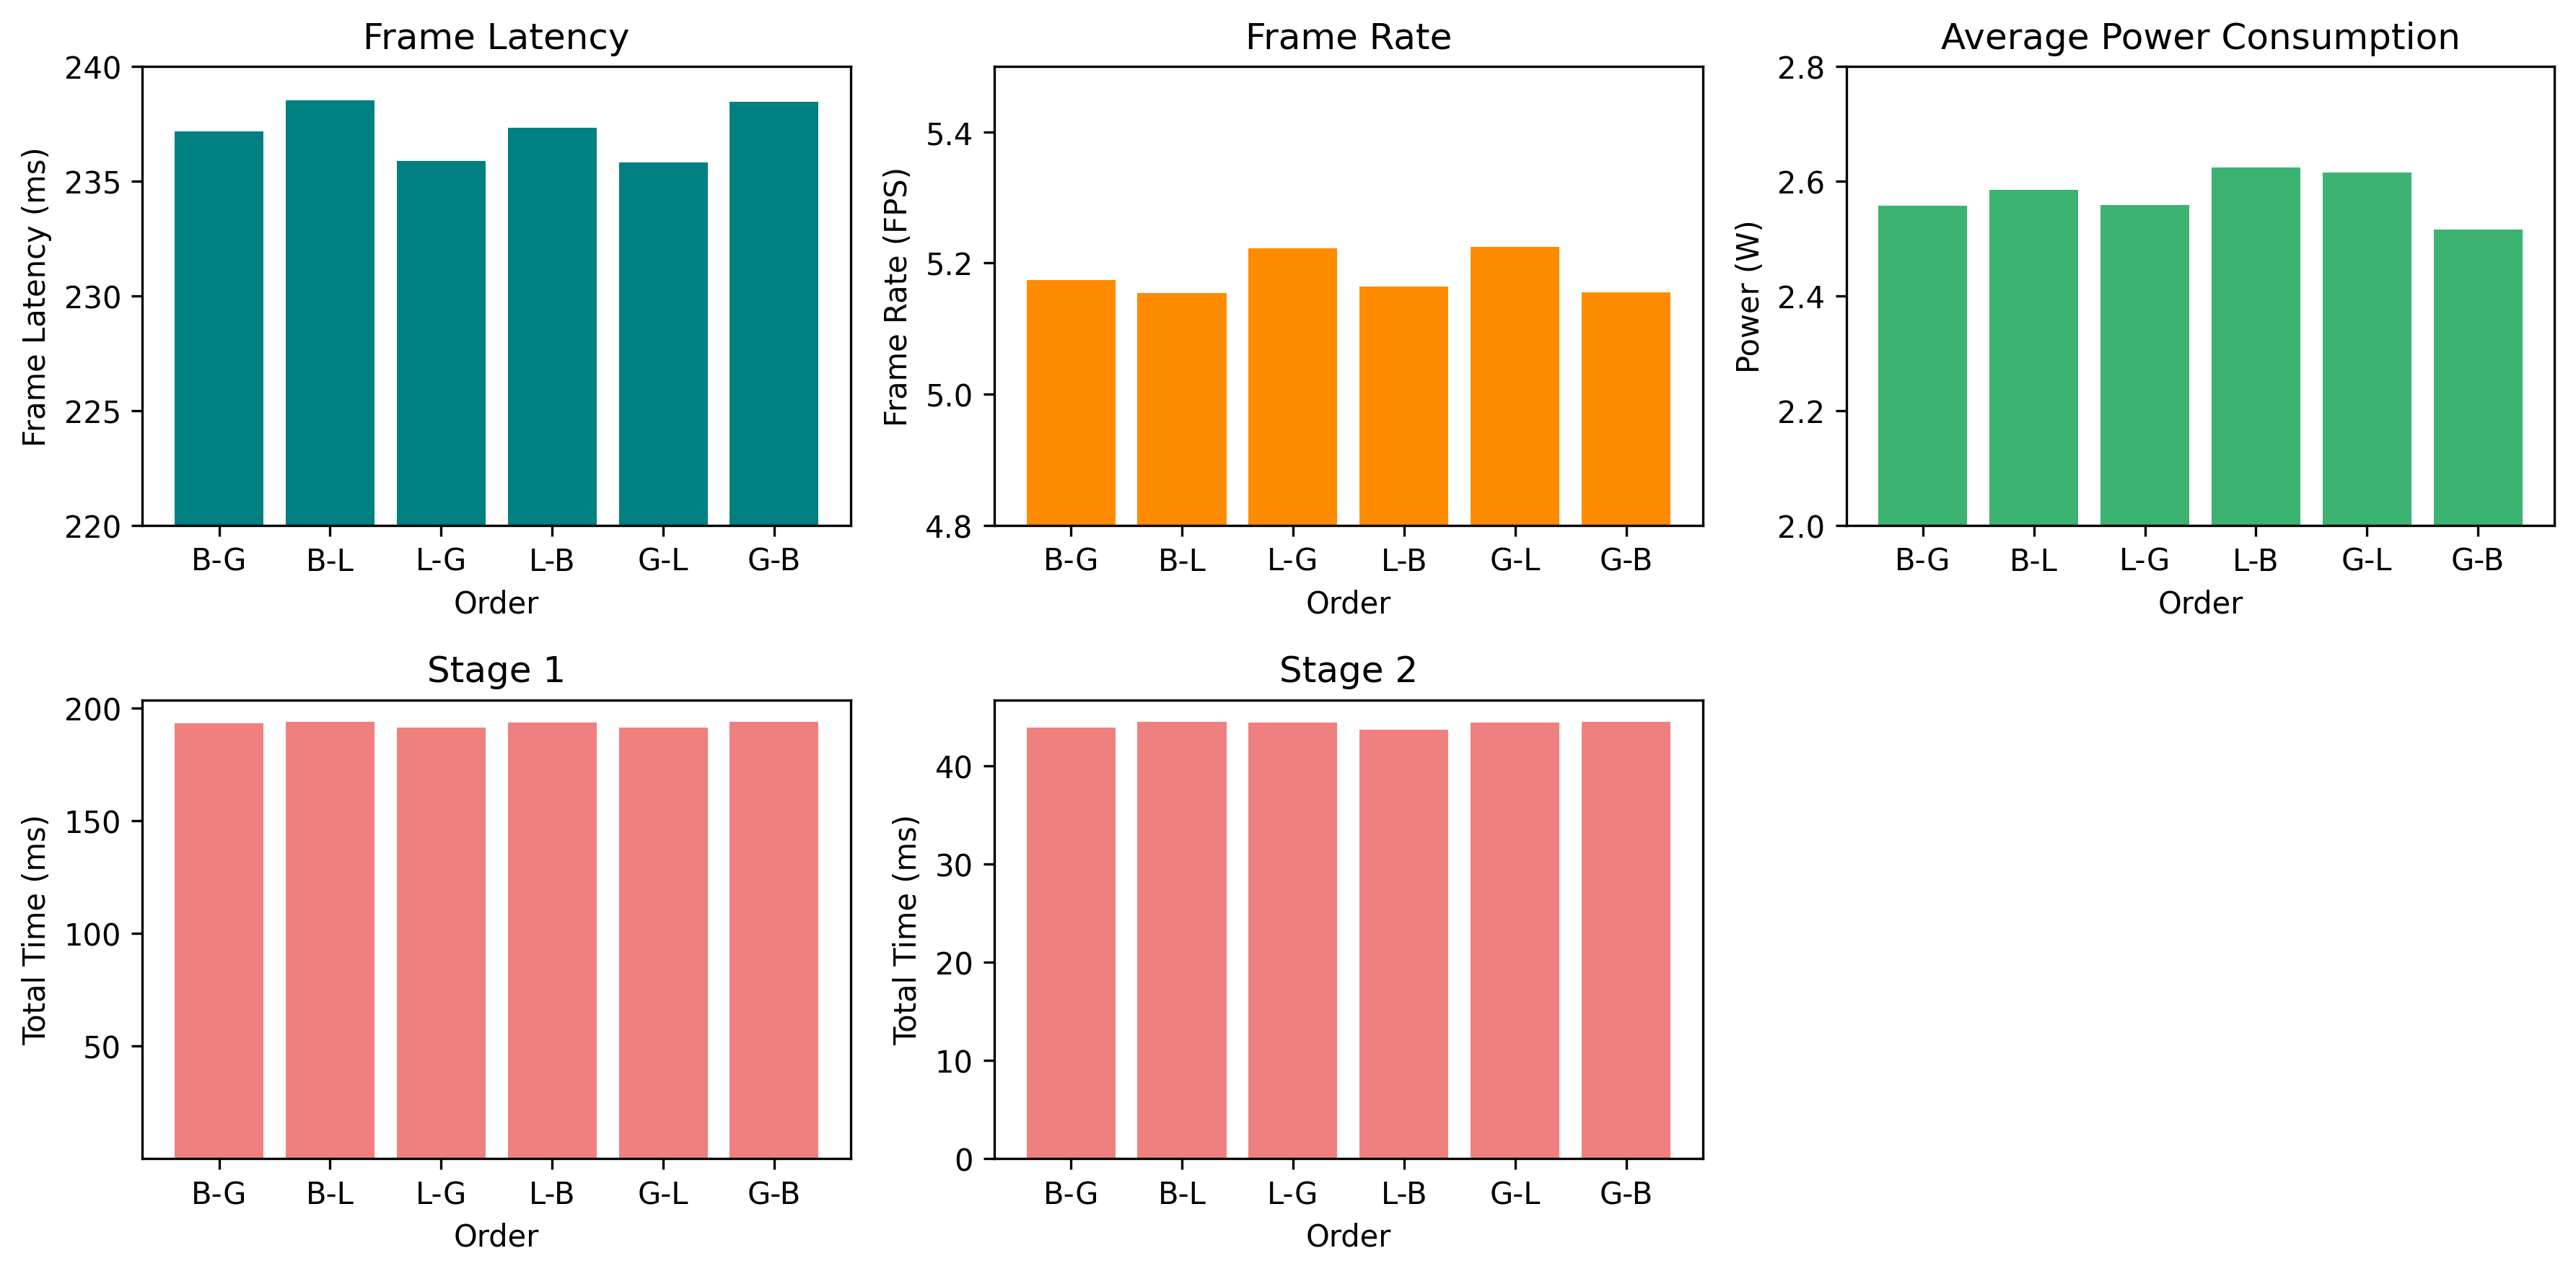 Frame Latency
Frame Latency (ms)
240
235
230
225
220
B-G B-L L-G L-B G-L G-B
Order
Frame Rate
Frame Rate (FPS)
5.4
5.2
5.0
4.8
B-G B-L L-G L-B G-L G-B
Order
Average Power Consumption
Power (W)
2.8
2.6
2.4
2.2
2.0
B-G B-L L-G L-B G-L G-B
Order
Stage 1
Total Time (ms)
200
150
100
50
B-G B-L L-G L-B G-L G-B
Order
Stage 2
Total Time (ms)
40
30
20
10
0
B-G B-L L-G L-B G-L G-B
Order